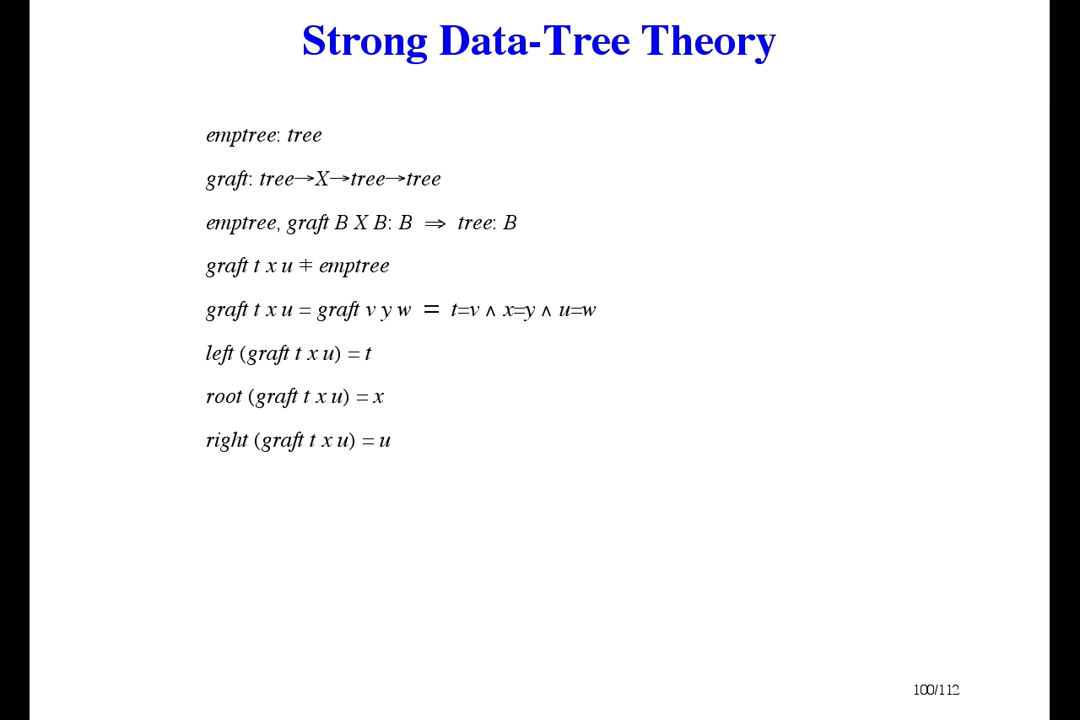 Strong Data-Tree Theory
emptree: tree
graft: tree→X→tree→tree
emptree, graft B X B: B ⇒ tree: B
graft t x u ⧧ emptree
graft t x u = graft v y w = t=v ∧ x=y ∧ u=w
left (graft t x u) = t
root (graft t x u) = x
right (graft t x u) = u
100/112